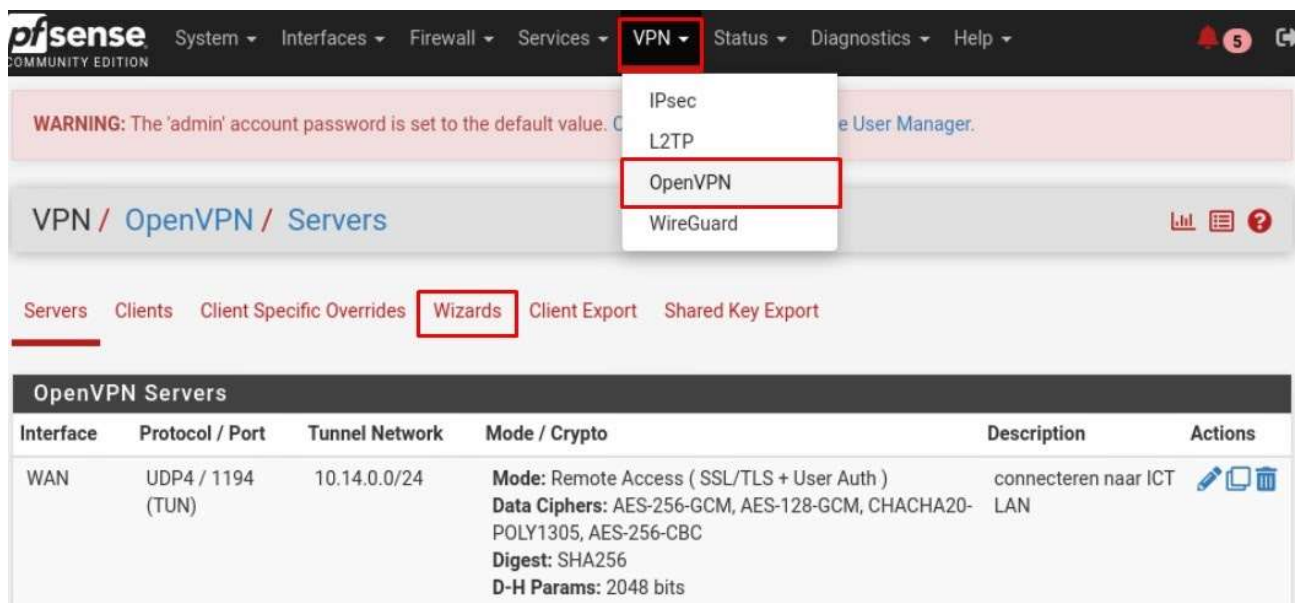 pfsense
COMMUNITY EDITION
System Interfaces Firewall Services VPN Status Diagnostics Help 5
IPsec
L2TP
OpenVPN
WireGuard
WARNING: The 'admin' account password is set to the default value. C e User Manager.
VPN / OpenVPN / Servers
Servers Clients Client Specific Overrides Wizards Client Export Shared Key Export
OpenVPN Servers
Interface Protocol / Port Tunnel Network Mode / Crypto Description Actions
WAN UDP4 / 1194 10.14.0.0/24 Mode: Remote Access ( SSL/TLS + User Auth ) connecteren naar ICT
(TUN) Data Ciphers: AES-256-GCM, AES-128-GCM, CHACHA20- LAN
POLY1305, AES-256-CBC
Digest: SHA256
D-H Params: 2048 bits